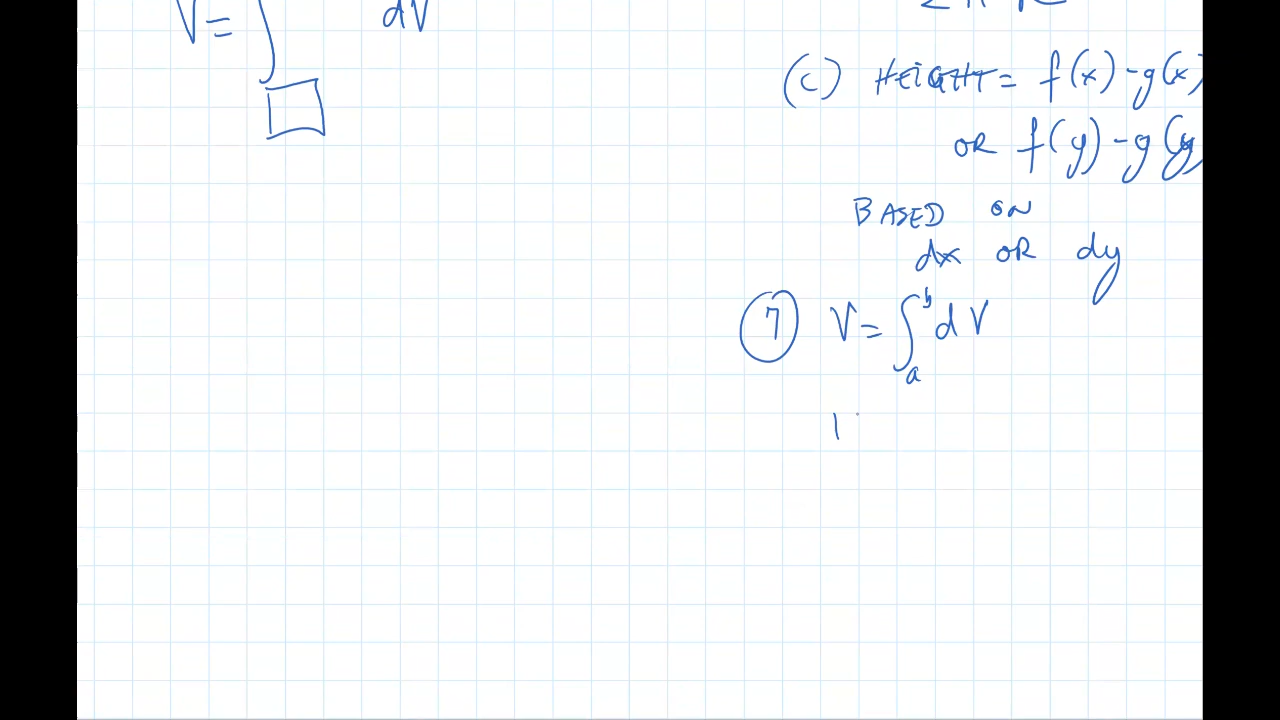 V = ∫ dV
(c) HEIGHT = f(x) - g(x)
OR f(y) - g(y)
BASED ON
dx OR dy
7 V = ∫_a^b dV